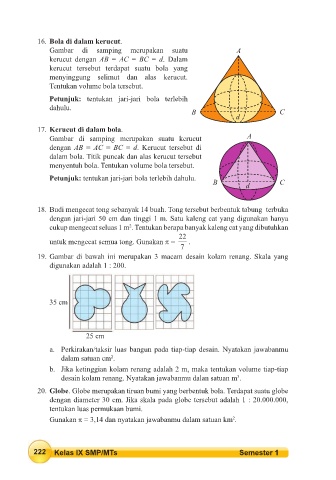 16. Bola di dalam kerucut.
Gambar di samping merupakan suatu
kerucut dengan AB = AC = BC = d. Dalam
kerucut tersebut terdapat suatu bola yang
menyinggung selimut dan alas kerucut.
Tentukan volume bola tersebut.
Petunjuk: tentukan jari-jari bola terlebih
dahulu.
A
B
d
C
17. Kerucut di dalam bola.
Gambar di samping merupakan suatu kerucut
dengan AB = AC = BC = d. Kerucut tersebut di
dalam bola. Titik puncak dan alas kerucut tersebut
menyentuh bola. Tentukan volume bola tersebut.
Petunjuk: tentukan jari-jari bola terlebih dahulu.
A
B
d
C
18. Budi mengecat tong sebanyak 14 buah. Tong tersebut berbentuk tabung terbuka
dengan jari-jari 50 cm dan tinggi 1 m. Satu kaleng cat yang digunakan hanya
cukup mengecat seluas 1 m². Tentukan berapa banyak kaleng cat yang dibutuhkan
untuk mengecat semua tong. Gunakan π = 22/7.
19. Gambar di bawah ini merupakan 3 macam desain kolam renang. Skala yang
digunakan adalah 1 : 200.
35 cm
25 cm
a. Perkirakan/taksir luas bangun pada tiap-tiap desain. Nyatakan jawabanmu
dalam satuan cm².
b. Jika ketinggian kolam renang adalah 2 m, maka tentukan volume tiap-tiap
desain kolam renang. Nyatakan jawabanmu dalam satuan m³.
20. Globe. Globe merupakan tiruan bumi yang berbentuk bola. Terdapat suatu globe
dengan diameter 30 cm. Jika skala pada globe tersebut adalah 1 : 20.000.000,
tentukan luas permukaan bumi.
Gunakan π = 3,14 dan nyatakan jawabanmu dalam satuan km².
222 Kelas IX SMP/MTs
Semester 1